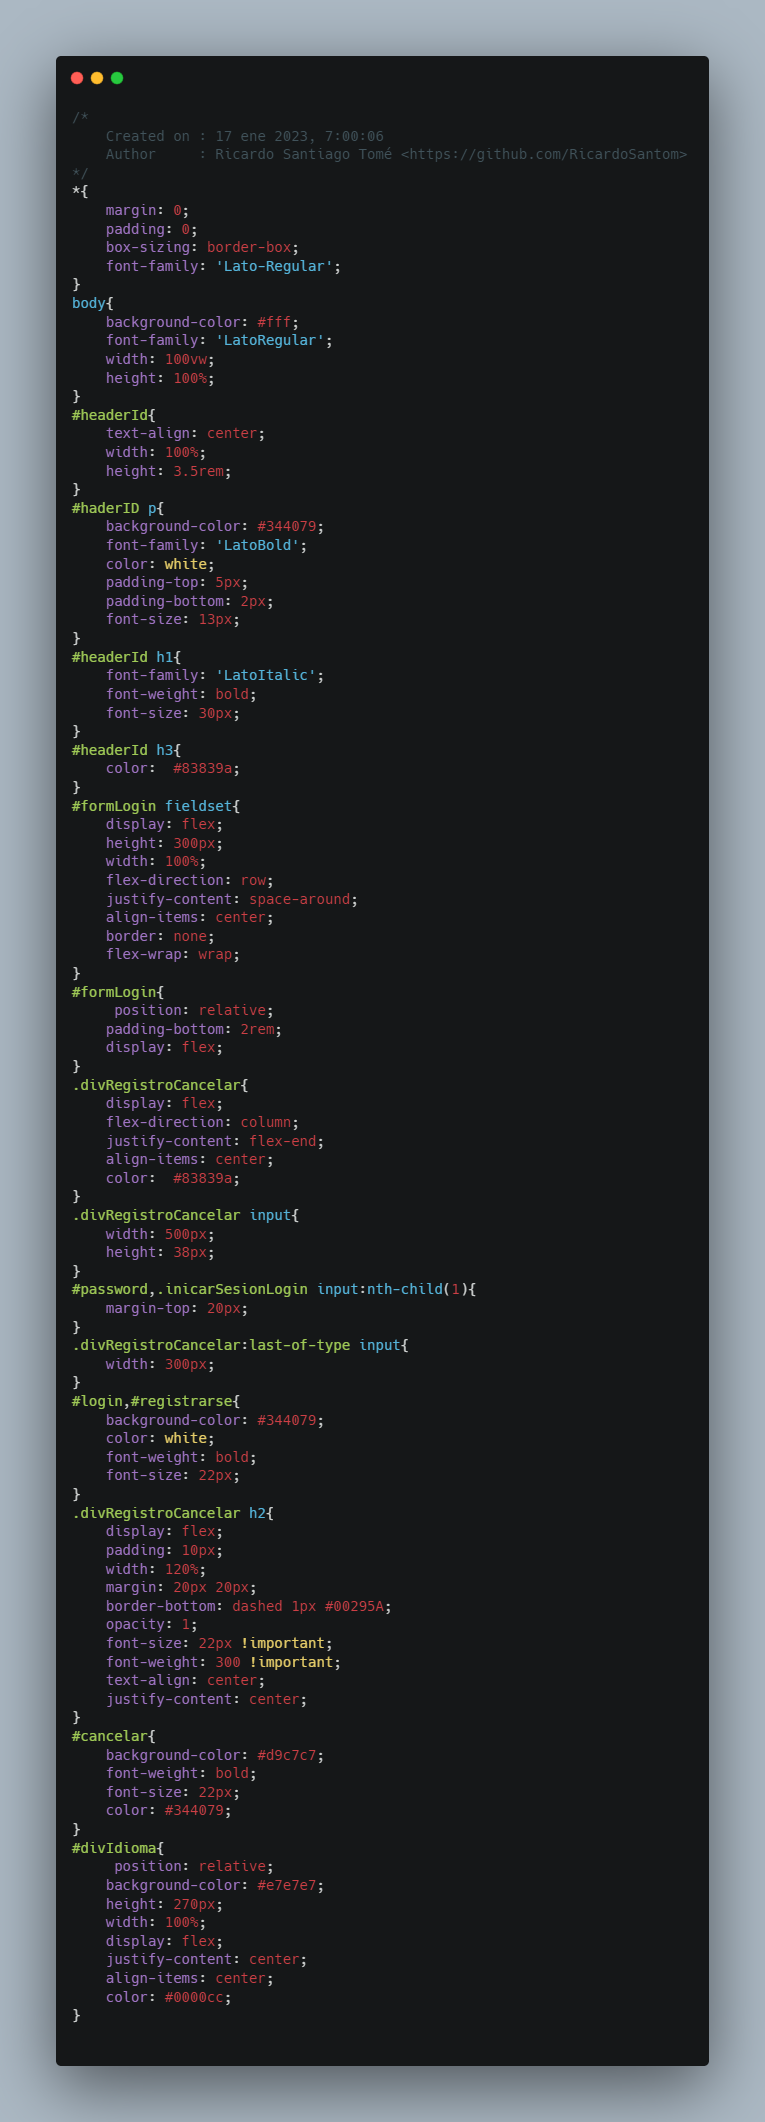 /*
    Created on : 17 ene 2023, 7:00:06
    Author     : Ricardo Santiago Tomé <https://github.com/RicardoSantom>
*/
*{
    margin: 0;
    padding: 0;
    box-sizing: border-box;
    font-family: 'Lato-Regular';
}
body{
    background-color: #fff;
    font-family: 'LatoRegular';
    width: 100vw;
    height: 100%;
}
#headerId{
    text-align: center;
    width: 100%;
    height: 3.5rem;
}
#haderID p{
    background-color: #344079;
    font-family: 'LatoBold';
    color: white;
    padding-top: 5px;
    padding-bottom: 2px;
    font-size: 13px;
}
#headerId h1{
    font-family: 'LatoItalic';
    font-weight: bold;
    font-size: 30px;
}
#headerId h3{
    color:  #83839a;
}
#formLogin fieldset{
    display: flex;
    height: 300px;
    width: 100%;
    flex-direction: row;
    justify-content: space-around;
    align-items: center;
    border: none;
    flex-wrap: wrap;
}
#formLogin{
     position: relative;
    padding-bottom: 2rem;
    display: flex;
}
.divRegistroCancelar{
    display: flex;
    flex-direction: column;
    justify-content: flex-end;
    align-items: center;
    color:  #83839a;
}
.divRegistroCancelar input{
    width: 500px;
    height: 38px;
}
#password,.inicarSesionLogin input:nth-child(1){
    margin-top: 20px;
}
.divRegistroCancelar:last-of-type input{
    width: 300px;
}
#login,#registrarse{
    background-color: #344079;
    color: white;
    font-weight: bold;
    font-size: 22px;
}
.divRegistroCancelar h2{
    display: flex;
    padding: 10px;
    width: 120%;
    margin: 20px 20px;
    border-bottom: dashed 1px #00295A;
    opacity: 1;
    font-size: 22px !important;
    font-weight: 300 !important;
    text-align: center;
    justify-content: center;
}
#cancelar{
    background-color: #d9c7c7;
    font-weight: bold;
    font-size: 22px;
    color: #344079;
}
#divIdioma{
     position: relative;
    background-color: #e7e7e7;
    height: 270px;
    width: 100%;
    display: flex;
    justify-content: center;
    align-items: center;
    color: #0000cc;
}